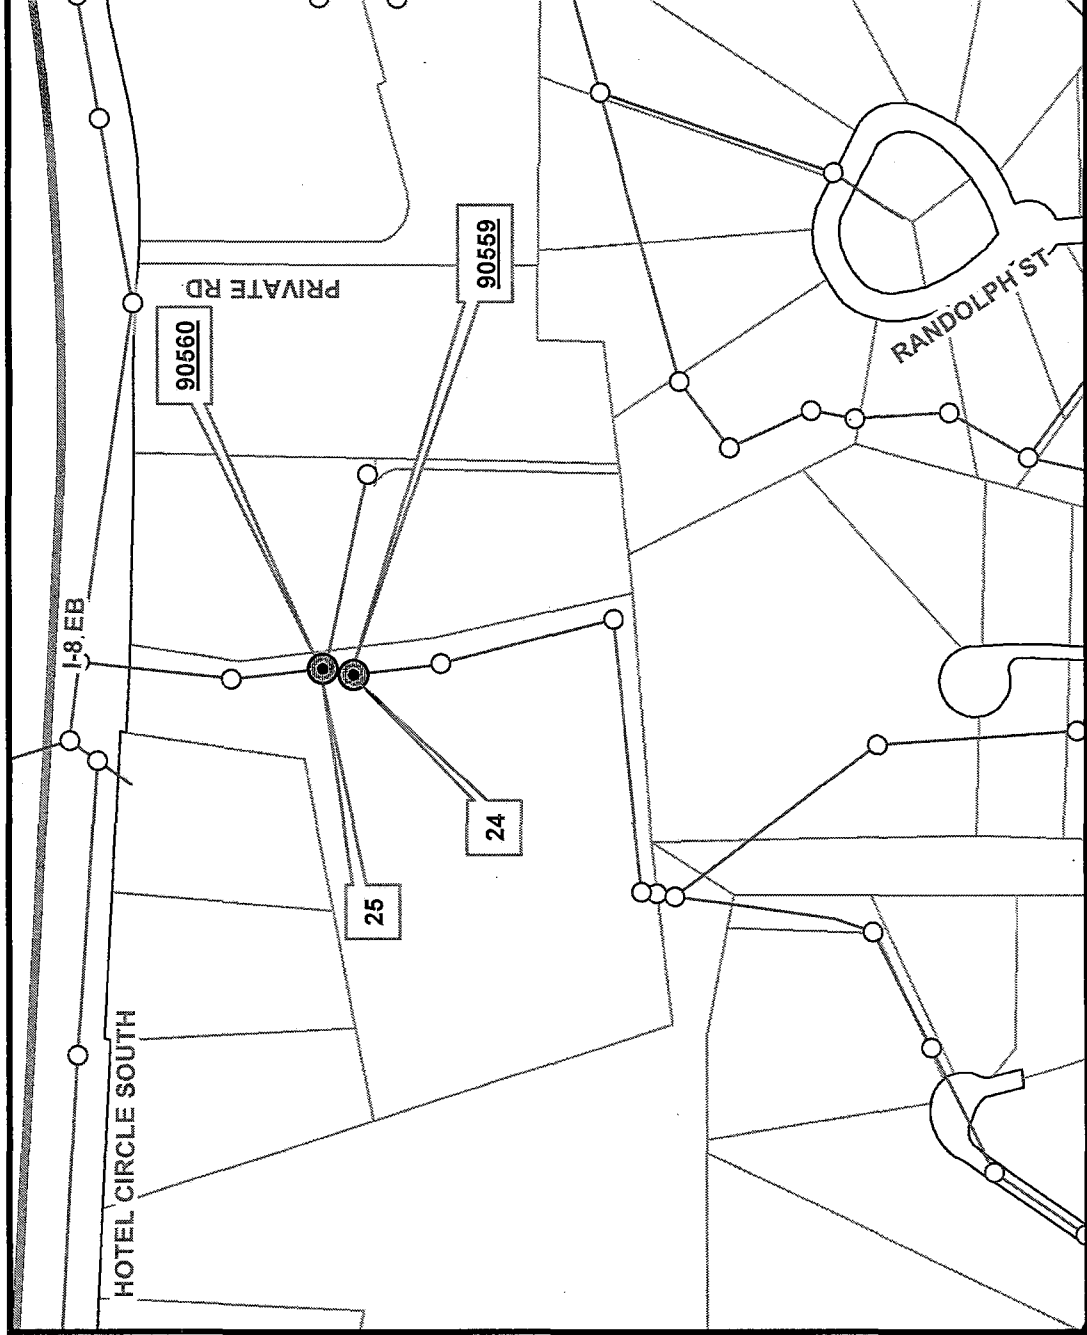 I-8, EB
HOTEL CIRCLE SOUTH
PRIVATE RD
90560
90559
25
24
RANDOLPH ST